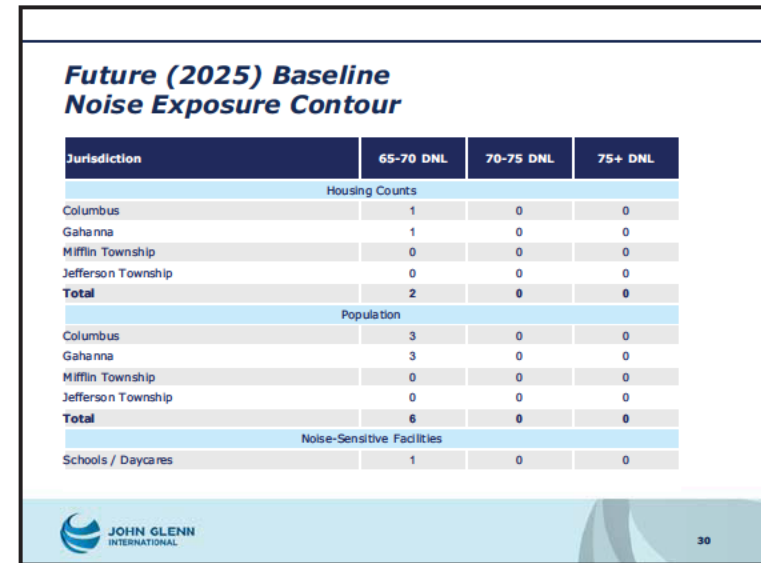 Future (2025) Baseline
Noise Exposure Contour
Jurisdiction 65-70 DNL 70-75 DNL 75+ DNL
Housing Counts
Columbus 1 0 0
Gahanna 1 0 0
Mifflin Township 0 0 0
Jefferson Township 0 0 0
Total 2 0 0
Population
Columbus 3 0 0
Gahanna 3 0 0
Mifflin Township 0 0 0
Jefferson Township 0 0 0
Total 6 0 0
Noise-Sensitive Facilities
Schools / Daycares 1 0 0
JOHN GLENN
INTERNATIONAL
30